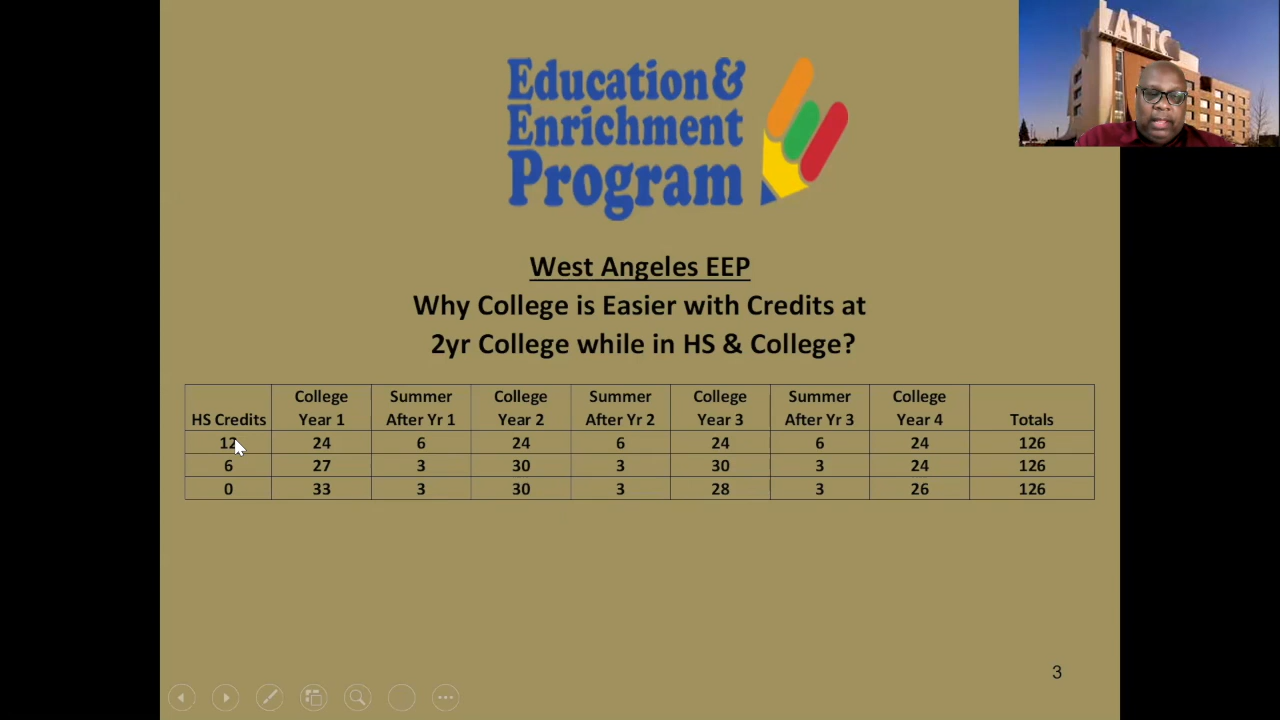 LATTC
Education &
Enrichment
Program
West Angeles EEP
Why College is Easier with Credits at
2yr College while in HS & College?
HS Credits College Year 1 Summer After Yr 1 College Year 2 Summer After Yr 2 College Year 3 Summer After Yr 3 College Year 4 Totals
12 24 6 24 6 24 6 24 126
6 27 3 30 3 30 3 24 126
0 33 3 30 3 28 3 26 126
3